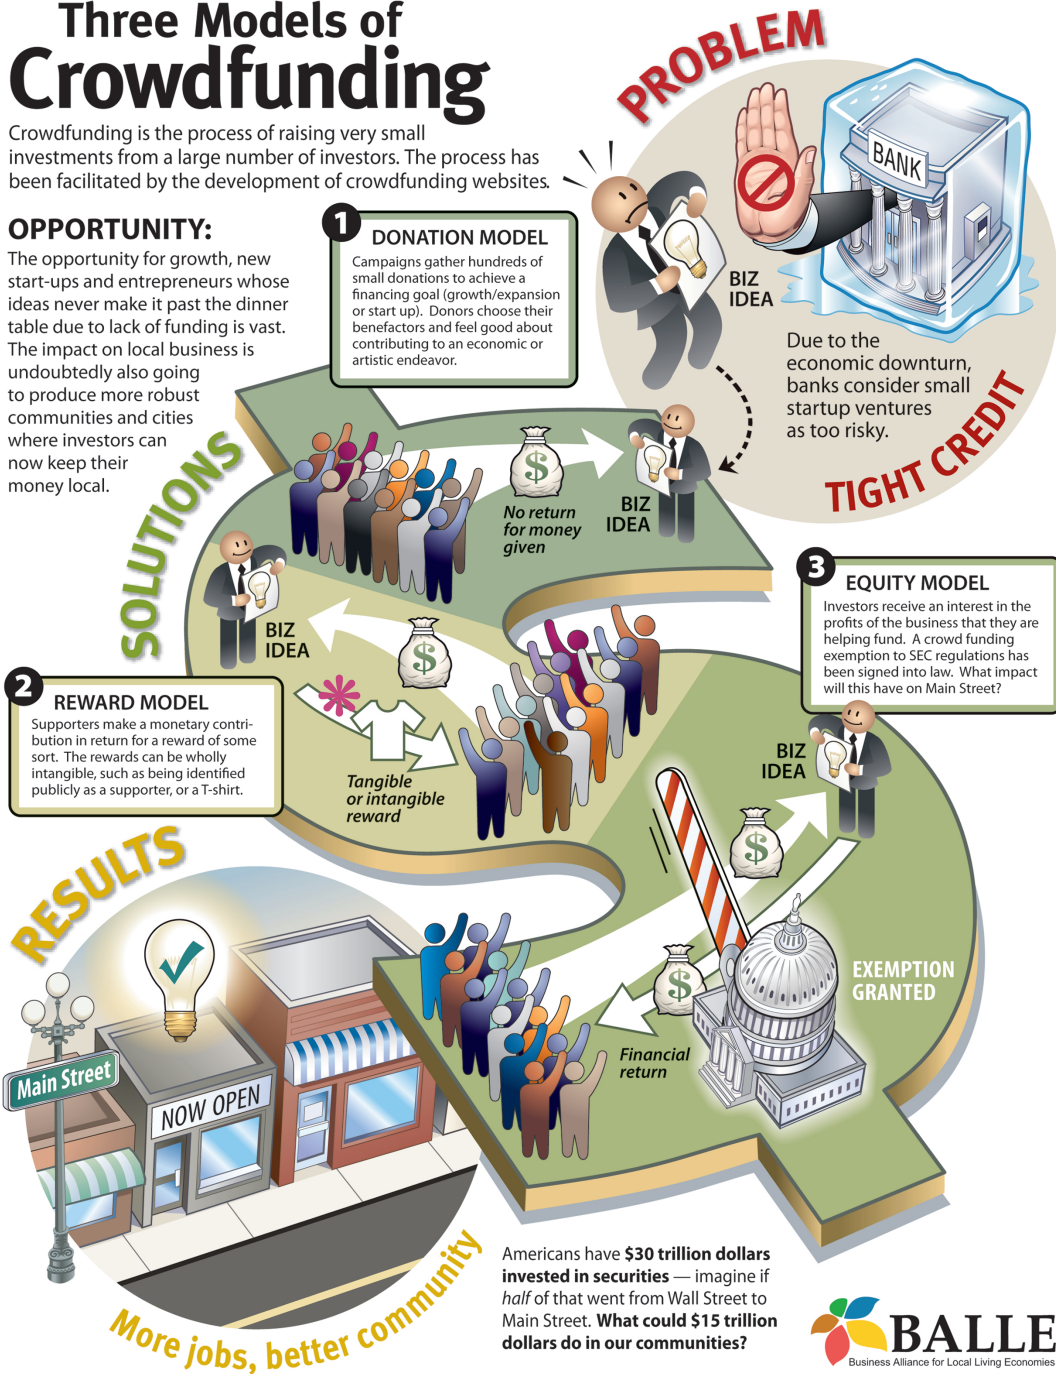 Three Models of
Crowdfunding
Crowdfunding is the process of raising very small
investments from a large number of investors. The process has
been facilitated by the development of crowdfunding websites.
OPPORTUNITY:
The opportunity for growth, new
start-ups and entrepreneurs whose
ideas never make it past the dinner
table due to lack of funding is vast.
The impact on local business is
undoubtedly also going
to produce more robust
communities and cities
where investors can
now keep their
money local.
PROBLEM
BANK
BIZ
IDEA
Due to the
economic downturn,
banks consider small
startup ventures
as too risky.
TIGHT CREDIT
SOLUTIONS
1
DONATION MODEL
Campaigns gather hundreds of
small donations to achieve a
financing goal (growth/expansion
or start up). Donors choose their
benefactors and feel good about
contributing to an economic or
artistic endeavor.
$
No return
for money
given
BIZ
IDEA
2
REWARD MODEL
Supporters make a monetary contri-
bution in return for a reward of some
sort. The rewards can be wholly
intangible, such as being identified
publicly as a supporter, or a T-shirt.
BIZ
IDEA
$
Tangible
or intangible
reward
3
EQUITY MODEL
Investors receive an interest in the
profits of the business that they are
helping fund. A crowd funding
exemption to SEC regulations has
been signed into law. What impact
will this have on Main Street?
BIZ
IDEA
$
$
EXEMPTION
GRANTED
Financial
return
RESULTS
Main Street
NOW OPEN
More jobs, better community
Americans have $30 trillion dollars
invested in securities — imagine if
half of that went from Wall Street to
Main Street. What could $15 trillion
dollars do in our communities?
BALLE
Business Alliance for Local Living Economies